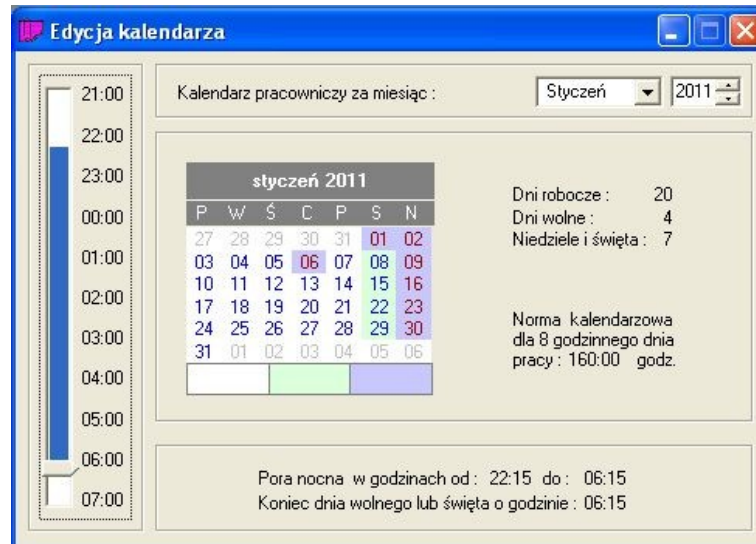 Edycja kalendarza
21:00
22:00
23:00
00:00
01:00
02:00
03:00
04:00
05:00
06:00
07:00
Kalendarz pracowniczy za miesiąc : Styczeń 2011
styczeń 2011
P W Ś C P S N
27 28 29 30 31 01 02
03 04 05 06 07 08 09
10 11 12 13 14 15 16
17 18 19 20 21 22 23
24 25 26 27 28 29 30
31 01 02 03 04 05 06
Dni robocze : 20
Dni wolne : 4
Niedziele i święta : 7
Norma kalendarzowa
dla 8 godzinnego dnia
pracy : 160:00 godz.
Pora nocna w godzinach od : 22:15 do : 06:15
Koniec dnia wolnego lub święta o godzinie : 06:15